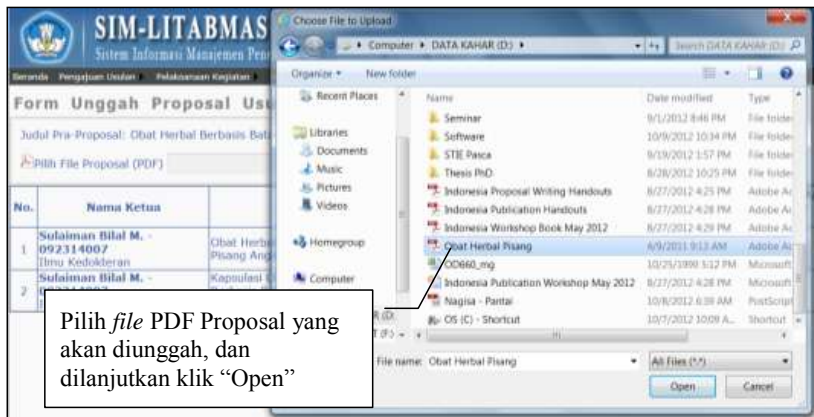 SIM-LITABMAS
Sistem Informasi Manajemen Pene
Beranda Pengajuan Usulan Pelaksanaan Kegiatan
Form Unggah Proposal Usu
Judul Pra-Proposal: Obat Herbal Berbasis Bata
Pilih File Proposal (PDF)
No. Nama Ketua
1 Sulaiman Bilal M. -
092314007
Ilmu Kedokteran
Obat Herba
Pisang Ang
2 Sulaiman Bilal M. -
Kapsulasi
Choose File to Upload
Computer DATA KAHAR (D:)
Search DATA KAHAR (D:)
Organize New folder
Recent Places
Libraries
Documents
Music
Pictures
Videos
Homegroup
Computer
Name Date modified Type
Seminar 9/1/2012 8:46 PM File folder
Software 10/9/2012 10:34 PM File folder
STIE Pasca 9/19/2012 1:57 PM File folder
Thesis PhD 8/28/2012 10:25 PM File folder
Indonesia Proposal Writing Handouts 8/27/2012 4:25 PM Adobe Ac
Indonesia Publication Handouts 8/27/2012 4:28 PM Adobe Ac
Indonesia Workshop Book May 2012 8/27/2012 4:29 PM Adobe Ac
Obat Herbal Pisang 4/9/2011 9:13 AM Adobe Ac
OD660_mg 10/25/1999 5:12 PM Microsoft
Indonesia Publication Workshop May 2012 8/27/2012 4:28 PM Microsoft
Nagisa - Pantai 10/8/2012 6:39 AM PostScript
OS (C) - Shortcut 10/7/2012 10:09 A... Shortcut
File name: Obat Herbal Pisang
All Files (*.*)
Open Cancel
Pilih file PDF Proposal yang
akan diunggah, dan
dilanjutkan klik “Open”